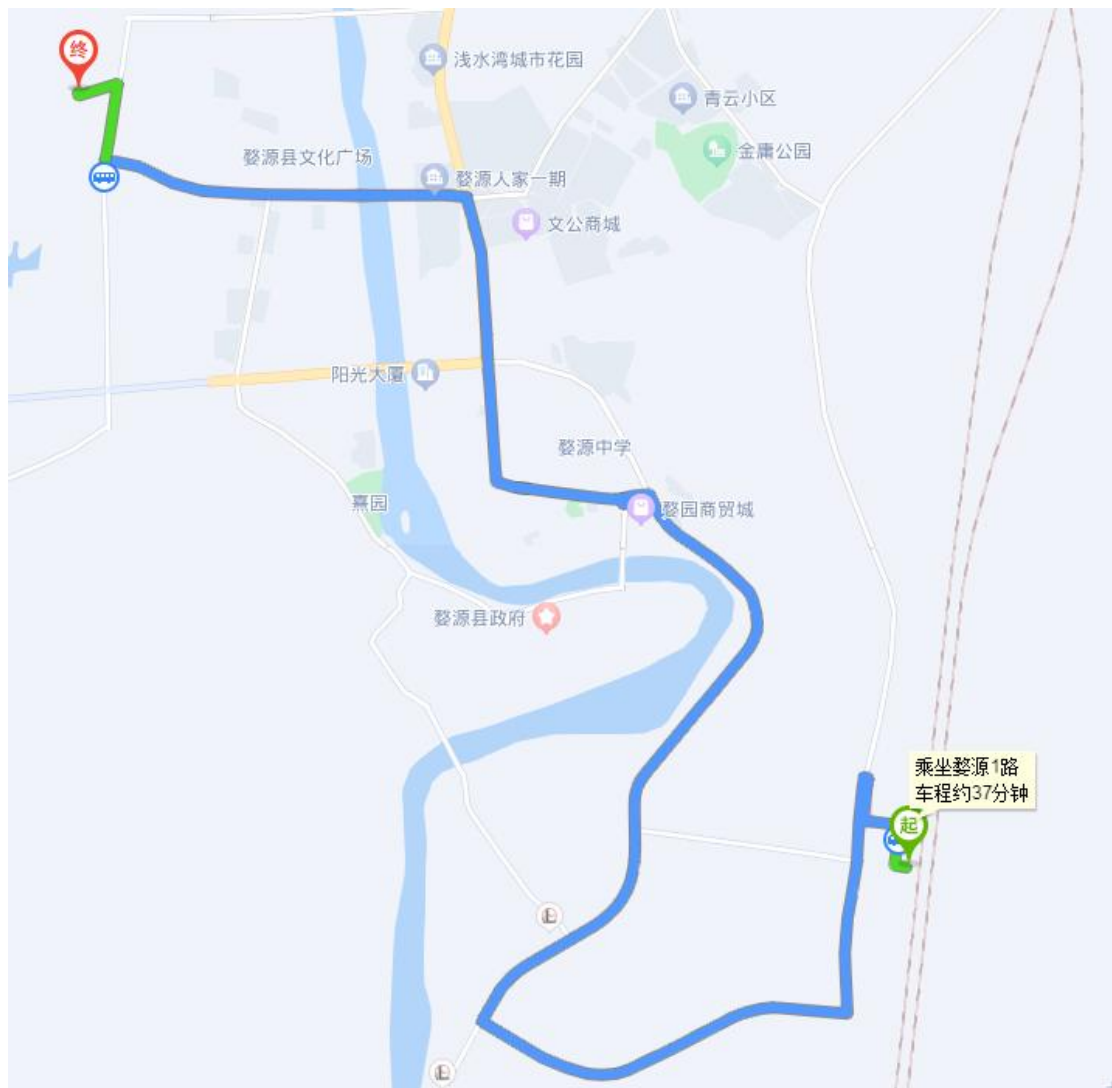 终
浅水湾城市花园
青云小区
金庸公园
婺源县文化广场
婺源人家一期
文公商城
阳光大厦
婺源中学
熹园
婺园商贸城
婺源县政府
乘坐婺源1路
车程约37分钟
起